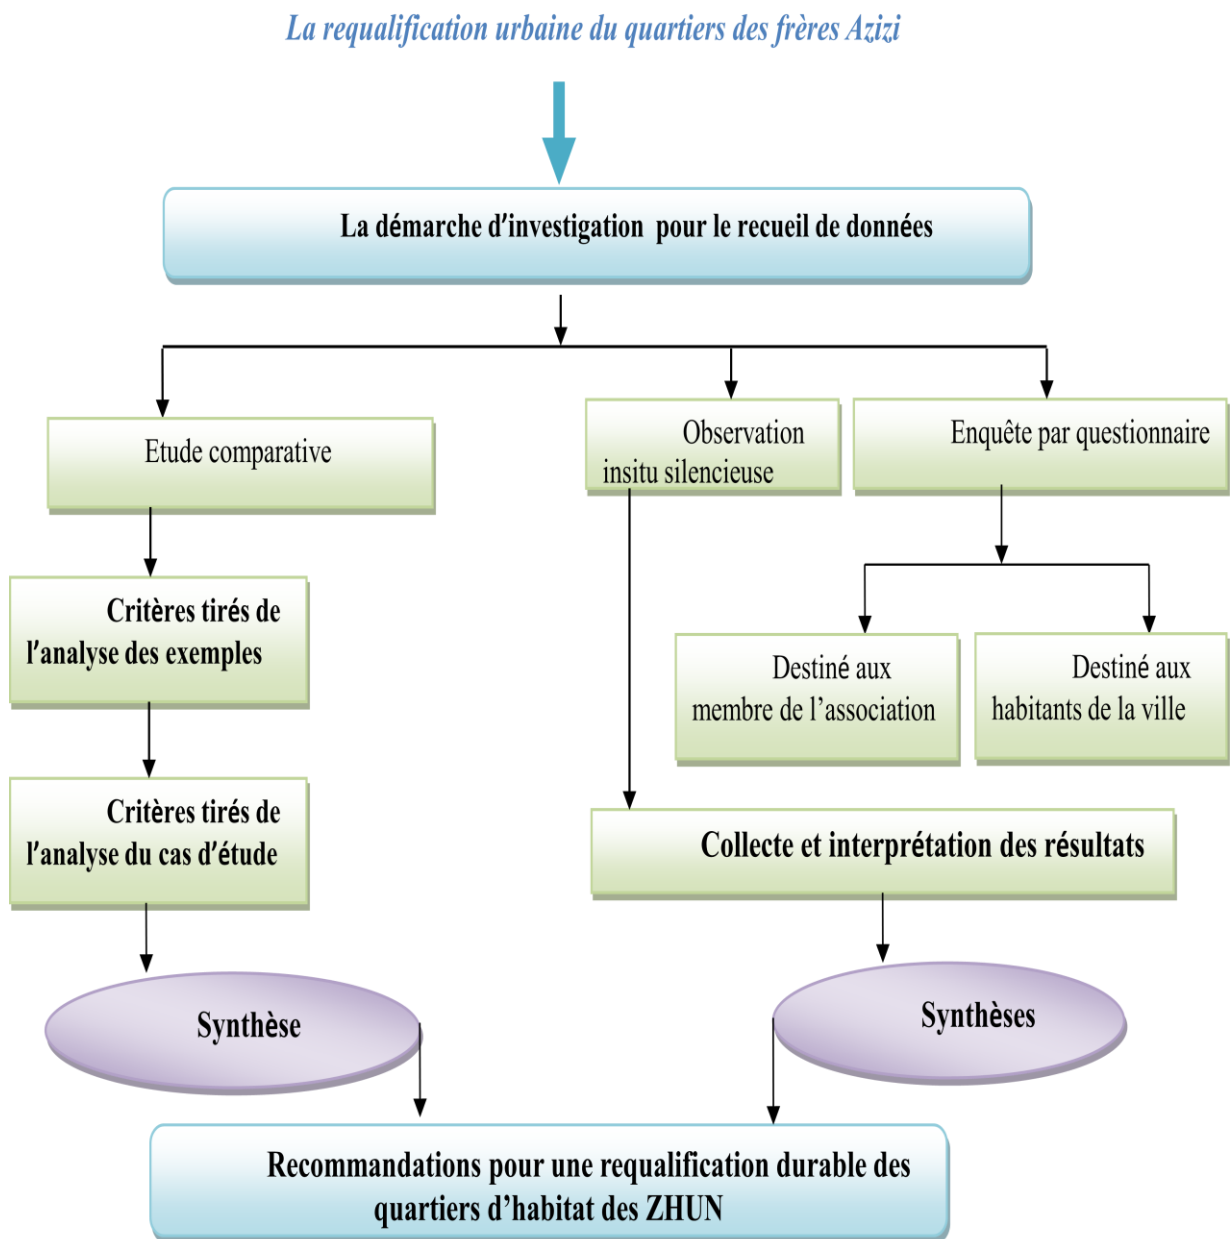 La requalification urbaine du quartiers des frères Azizi
La démarche d'investigation pour le recueil de données
Etude comparative
Observation
insitu silencieuse
Enquête par questionnaire
Critères tirés de
l'analyse des exemples
Destiné aux
membre de l'association
Destiné aux
habitants de la ville
Critères tirés de
l'analyse du cas d'étude
Collecte et interprétation des résultats
Synthèse
Synthèses
Recommandations pour une requalification durable des
quartiers d'habitat des ZHUN